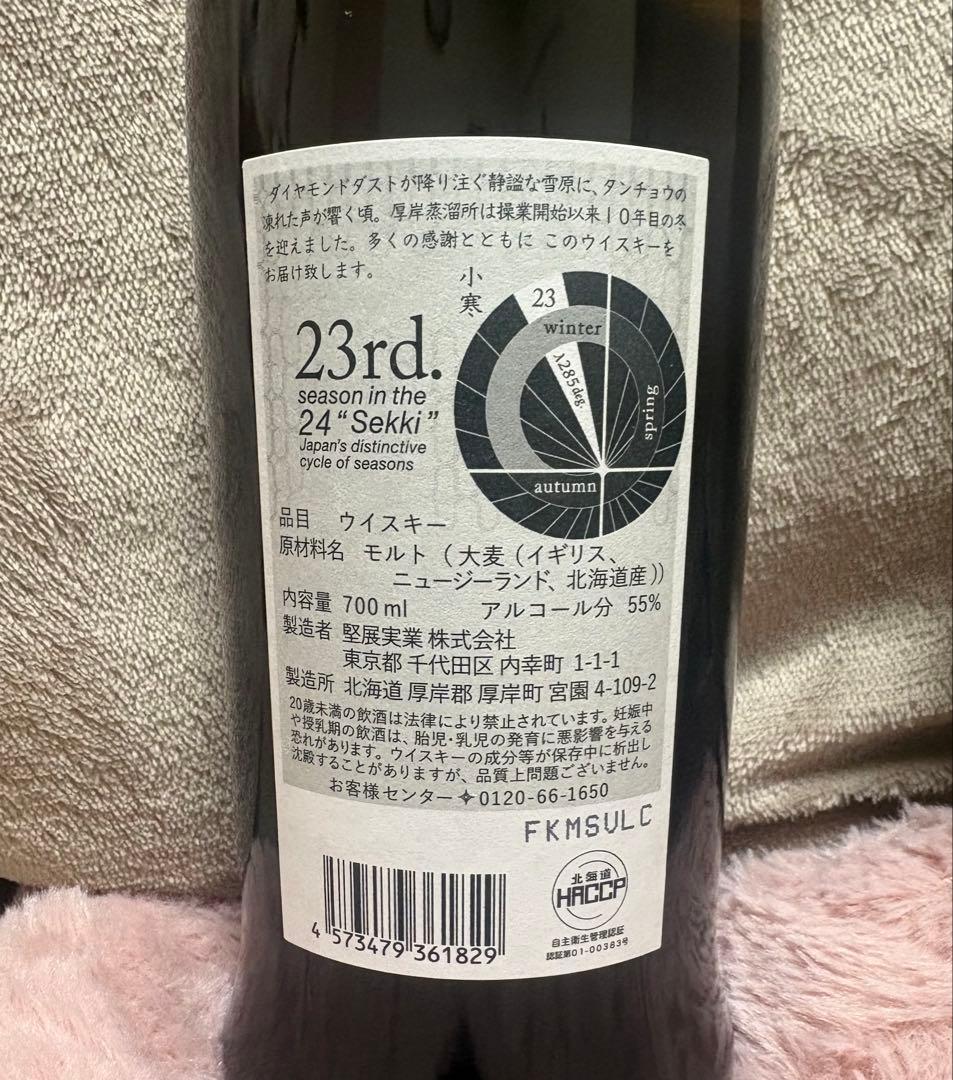 ダイヤモンドダストが降り注ぐ静謐な雪原に、タンチョウの
凍れた声が響く頃。厚岸蒸溜所は操業開始以来10年目の冬
を迎えました。多くの感謝とともに このウイスキーを
お届け致します。
小寒
23
winter
λ285deg.
spring
autumn
23rd.
season in the
24 “Sekki”
Japan's distinctive
cycle of seasons
品目 ウイスキー
原材料名 モルト（大麦（イギリス、
ニュージーランド、北海道産））
内容量 700 ml アルコール分 55%
製造者 堅展実業 株式会社
東京都 千代田区 内幸町 1-1-1
製造所 北海道 厚岸郡 厚岸町 宮園 4-109-2
20歳未満の飲酒は法律により禁止されています。妊娠中
や授乳期の飲酒は、胎児・乳児の発育に悪影響を与える
恐れがあります。ウイスキーの成分等が保存中に析出し
沈殿することがありますが、品質上問題ございません。
お客様センター✧0120-66-1650
FKMSULC
4 573479 361829
北海道
HACCP
自主衛生管理認証
認証第01-00383号